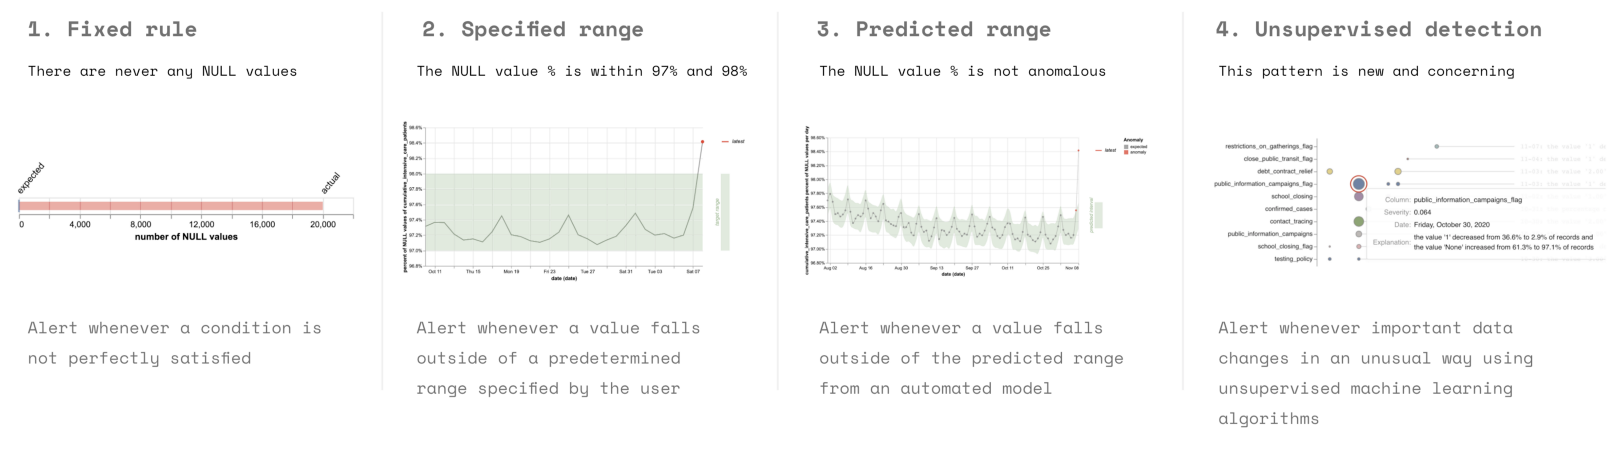 1. Fixed rule
There are never any NULL values
expected
actual
0 4,000 8,000 12,000 16,000 20,000
number of NULL values
Alert whenever a condition is
not perfectly satisfied
2. Specified range
The NULL value % is within 97% and 98%
percent of NULL values of cumulative_intensive_care_patients
98.6%
98.4%
98.2%
98.0%
97.8%
97.6%
97.4%
97.2%
97.0%
96.8%
Oct 11 Thu 15 Mon 19 Fri 23 Tue 27 Sat 31 Tue 03 Sat 07
date (date)
latest
target range
Alert whenever a value falls
outside of a predetermined
range specified by the user
3. Predicted range
The NULL value % is not anomalous
cumulative_intensive_care_patients percent of NULL values per day
98.60%
98.40%
98.20%
98.00%
97.80%
97.60%
97.40%
97.20%
97.00%
96.80%
Aug 02 Aug 16 Aug 30 Sep 13 Sep 27 Oct 11 Oct 25 Nov 08
date (date)
latest
Anomaly
expected
anomaly
predicted interval
Alert whenever a value falls
outside of the predicted range
from an automated model
4. Unsupervised detection
This pattern is new and concerning
restrictions_on_gatherings_flag
close_public_transit_flag
debt_contract_relief
public_information_campaigns_flag
school_closing
confirmed_cases
contact_tracing
public_information_campaigns
school_closing_flag
testing_policy
Column: public_information_campaigns_flag
Severity: 0.064
Date: Friday, October 30, 2020
Explanation: the value '1' decreased from 36.6% to 2.9% of records and
the value 'None' increased from 61.3% to 97.1% of records
Alert whenever important data
changes in an unusual way using
unsupervised machine learning
algorithms